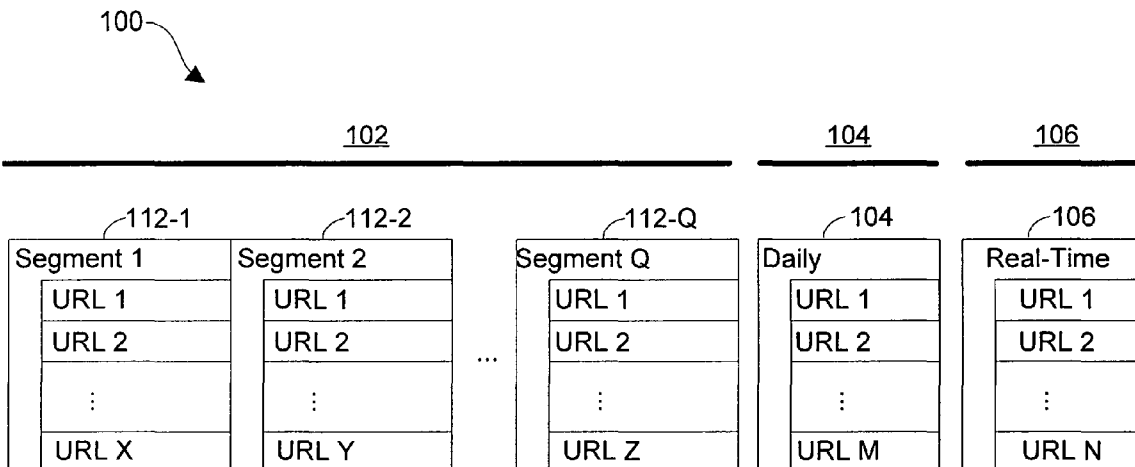 100
102 104 106
112-1 112-2 112-Q 104 106
Segment 1 Segment 2 Segment Q Daily Real-Time
URL 1 URL 1 URL 1 URL 1 URL 1
URL 2 URL 2 ... URL 2 URL 2 URL 2
⋮ ⋮ ⋮ ⋮ ⋮
URL X URL Y URL Z URL M URL N